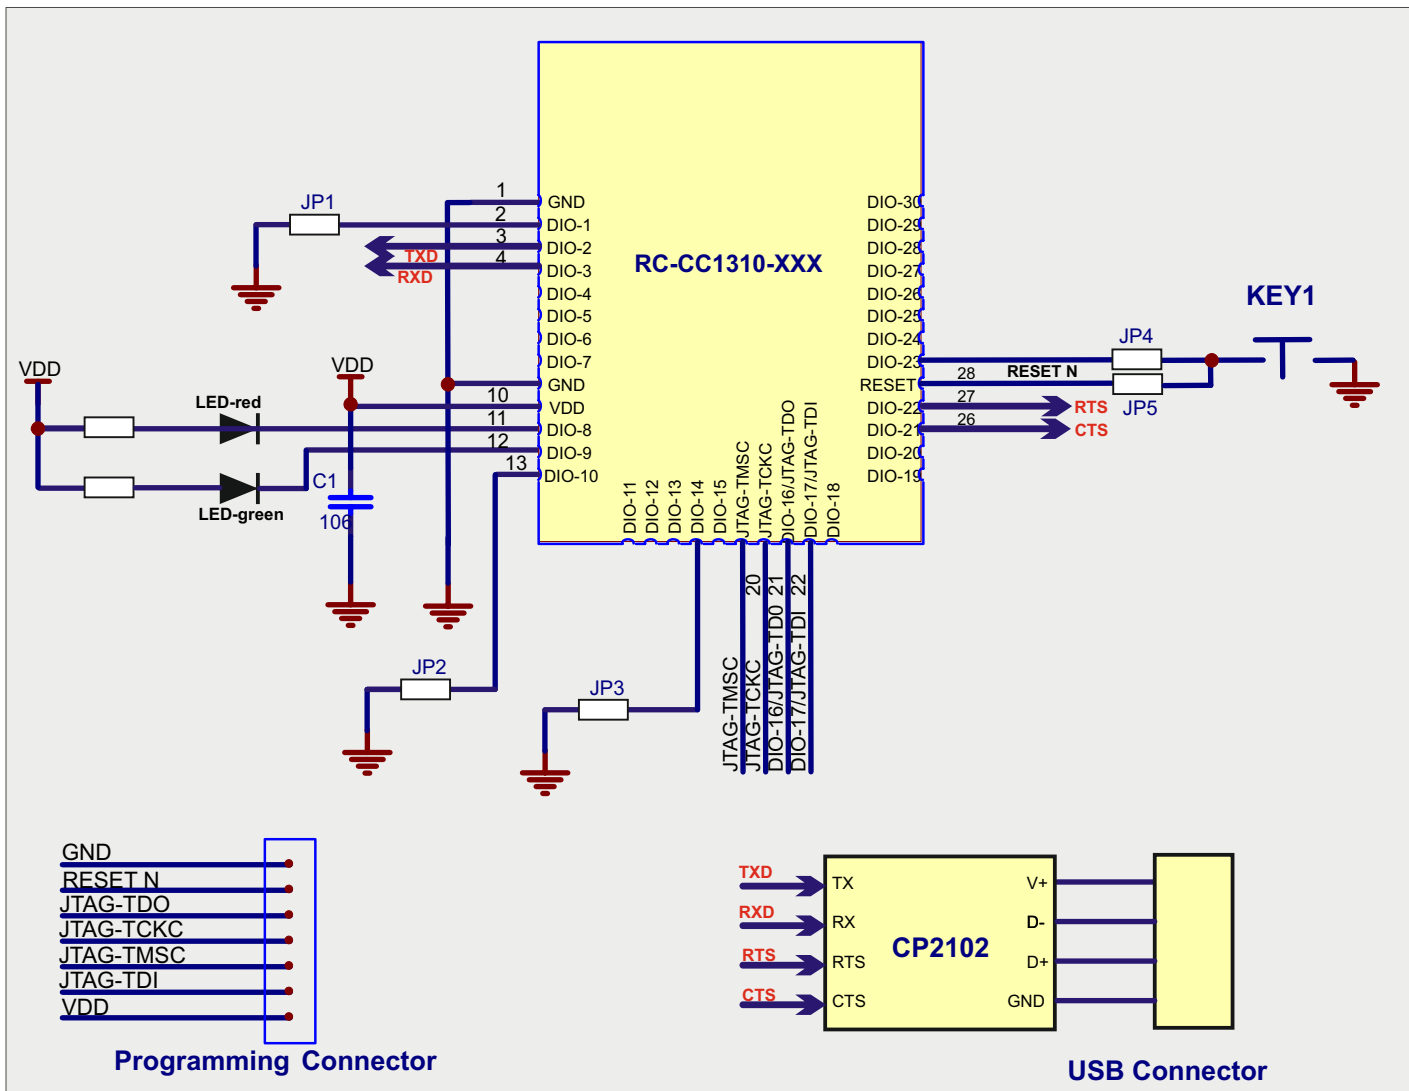 1
GND
2
DIO-1
3
DIO-2
4
DIO-3
DIO-4
DIO-5
DIO-6
DIO-7
GND
10
VDD
11
DIO-8
12
DIO-9
13
DIO-10
JP1
TXD
RXD
RC-CC1310-XXX
DIO-30
DIO-29
DIO-28
DIO-27
DIO-26
DIO-25
DIO-24
DIO-23
RESET
DIO-22
DIO-21
DIO-20
DIO-19
KEY1
JP4
28
RESET N
JP5
27
RTS
26
CTS
VDD
VDD
LED-red
LED-green
C1
106
DIO-11
DIO-12
DIO-13
DIO-14
DIO-15
JTAG-TMSC
JTAG-TCKC
DIO-16/JTAG-TDO
DIO-17/JTAG-TDI
DIO-18
JTAG-TMSC
JTAG-TCKC
20
DIO-16/JTAG-TD0
21
DIO-17/JTAG-TDI
22
JP2
JP3
GND
RESET N
JTAG-TDO
JTAG-TCKC
JTAG-TMSC
JTAG-TDI
VDD
Programming Connector
TXD
RXD
RTS
CTS
TX
RX
RTS
CTS
CP2102
V+
D-
D+
GND
USB Connector